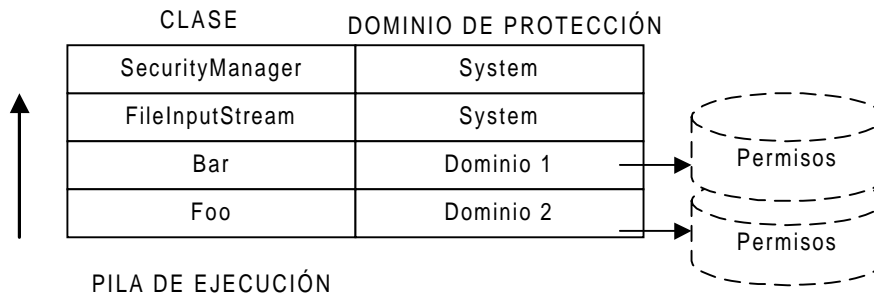 CLASE DOMINIO DE PROTECCIÓN
SecurityManager System
FileInputStream System
Bar Dominio 1
Permisos
Foo Dominio 2
Permisos
PILA DE EJECUCIÓN